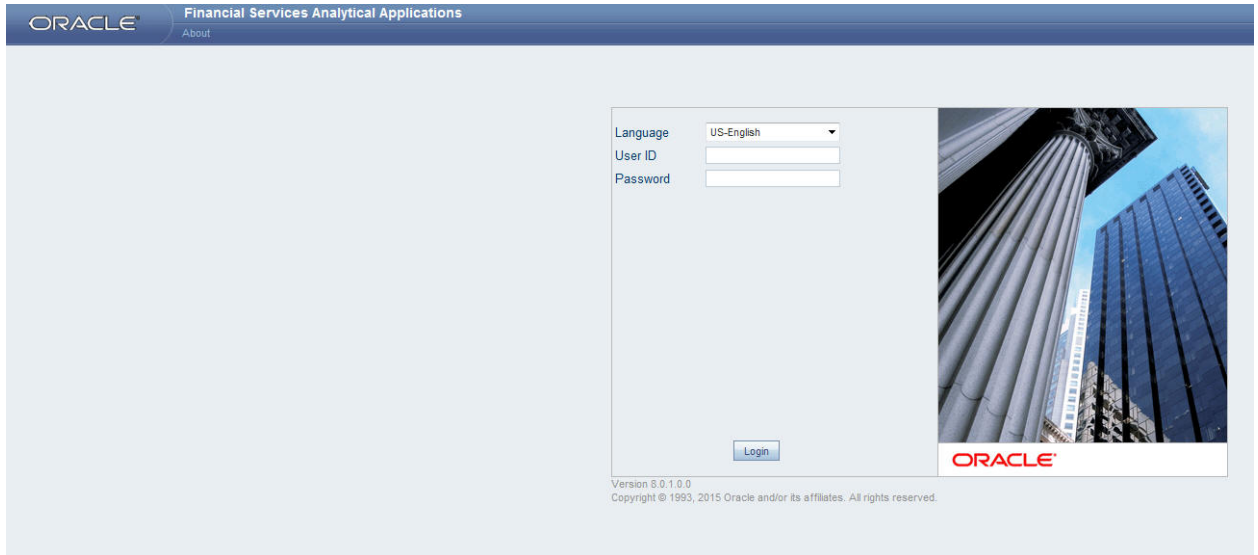 ORACLE
Financial Services Analytical Applications
About
Language US-English
User ID
Password
Login
ORACLE
Version 8.0.1.0.0
Copyright © 1993, 2015 Oracle and/or its affiliates. All rights reserved.